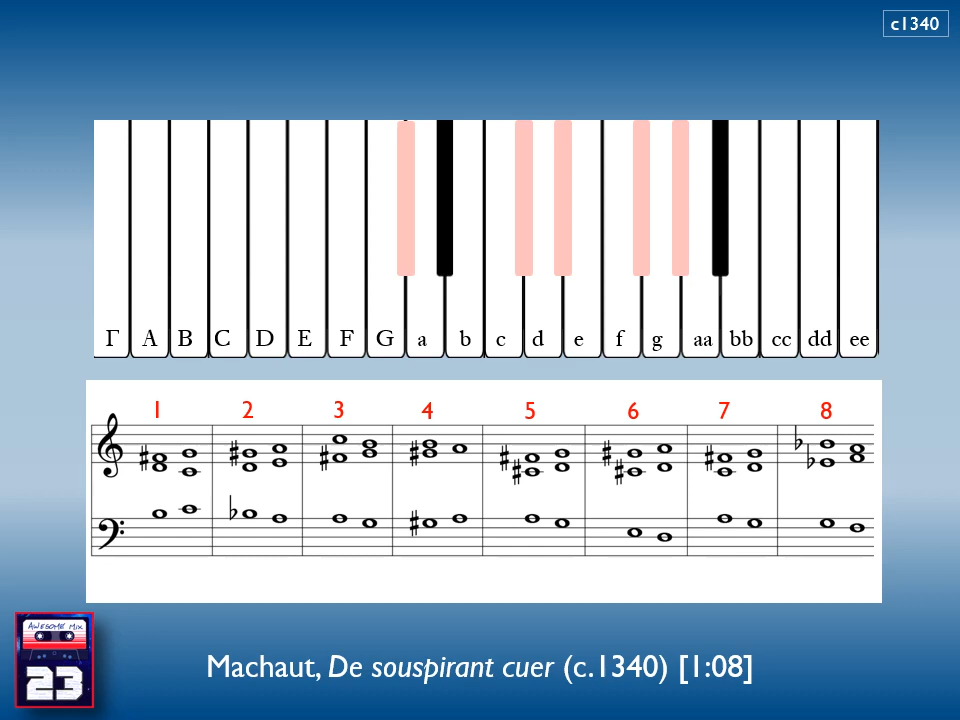 c1340
Γ A B C D E F G a b c d e f g aa bb cc dd ee
1 2 3 4 5 6 7 8
AWESOME MIX
23
Machaut, De souspirant cuer (c.1340) [1:08]